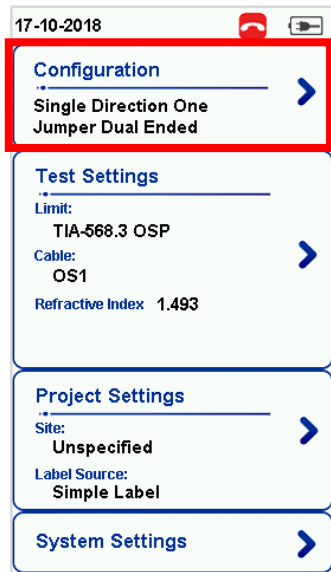 17-10-2018
Configuration
Single Direction One
Jumper Dual Ended
Test Settings
Limit:
TIA-568.3 OSP
Cable:
OS1
Refractive Index 1.493
Project Settings
Site:
Unspecified
Label Source:
Simple Label
System Settings